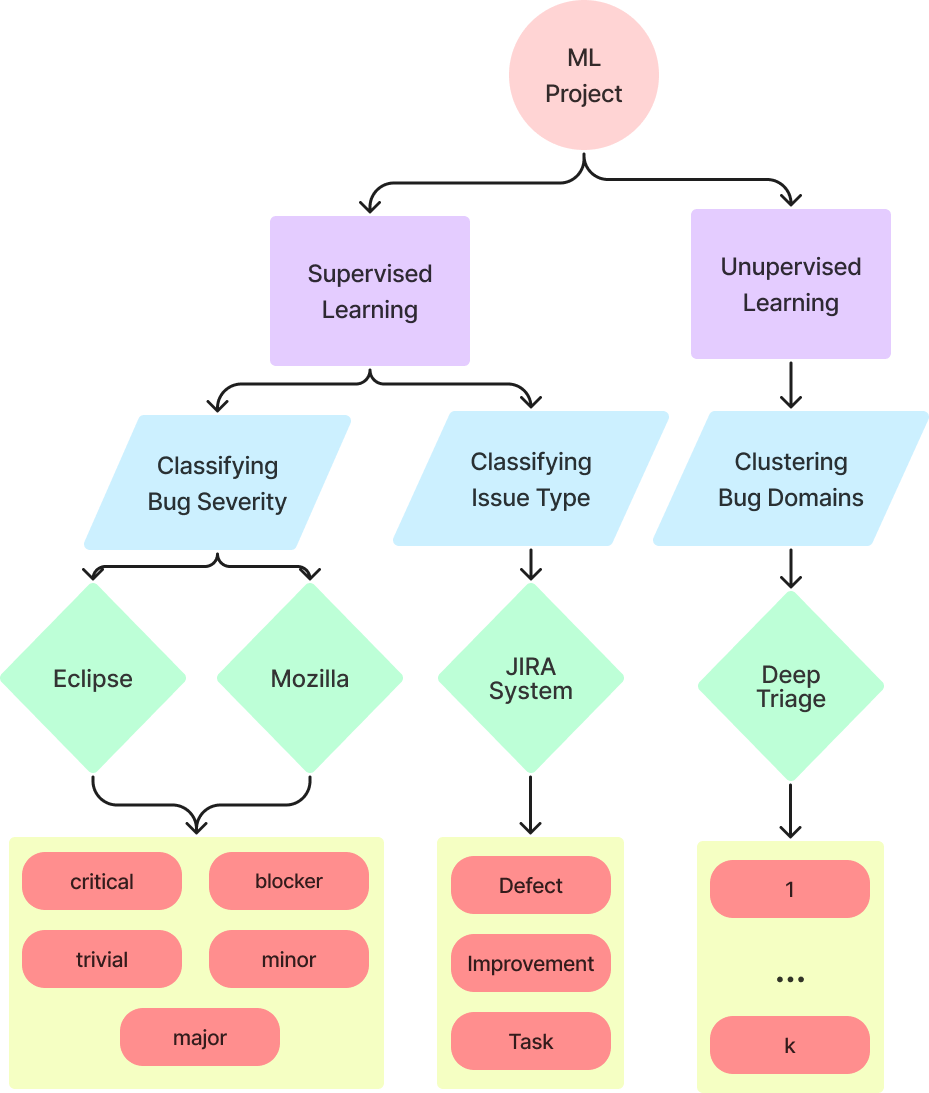 ML
Project
Supervised
Learning
Unupervised
Learning
Classifying
Bug Severity
Classifying
Issue Type
Clustering
Bug Domains
Eclipse
Mozilla
JIRA
System
Deep
Triage
critical
blocker
trivial
minor
major
Defect
Improvement
Task
1
...
k